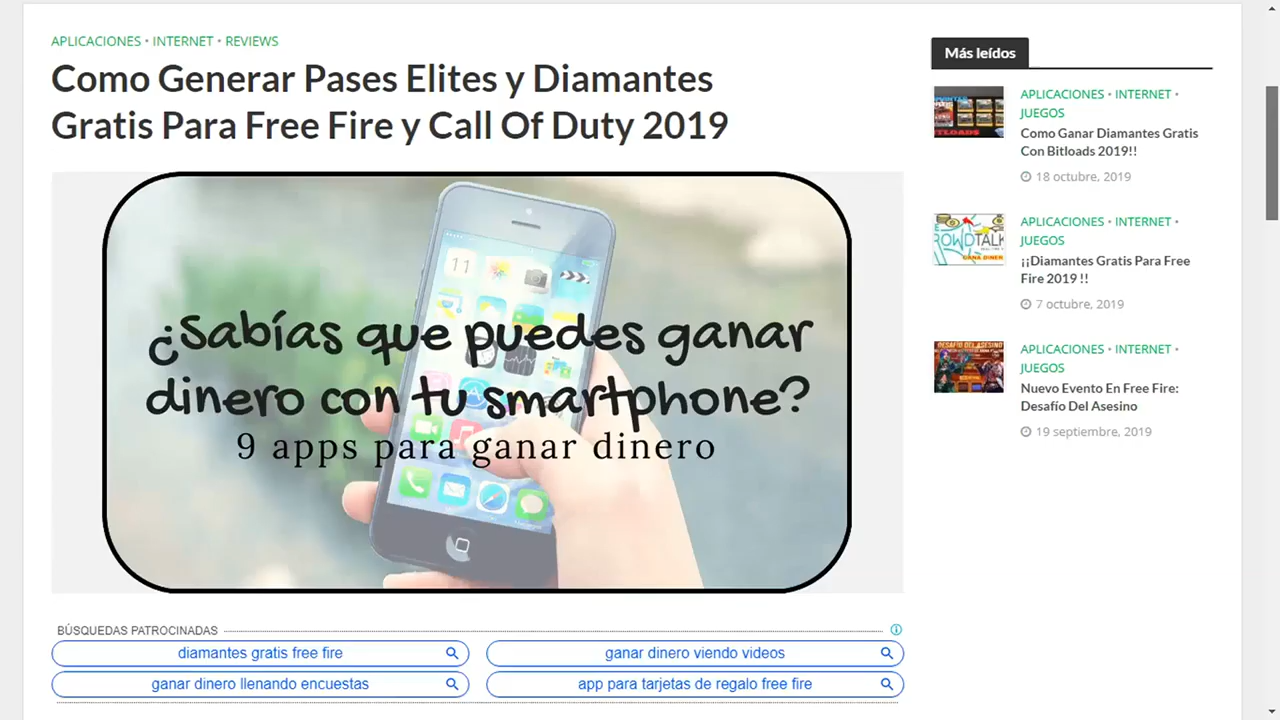 APLICACIONES • INTERNET • REVIEWS
Como Generar Pases Elites y Diamantes
Gratis Para Free Fire y Call Of Duty 2019
11
¿Sabías que puedes ganar
dinero con tu smartphone?
9 apps para ganar dinero
BÚSQUEDAS PATROCINADAS
diamantes gratis free fire
ganar dinero viendo videos
ganar dinero llenando encuestas
app para tarjetas de regalo free fire
Más leídos
APLICACIONES • INTERNET •
JUEGOS
Como Ganar Diamantes Gratis
Con Bitloads 2019!!
18 octubre, 2019
APLICACIONES • INTERNET •
JUEGOS
¡¡Diamantes Gratis Para Free
Fire 2019 !!
7 octubre, 2019
APLICACIONES • INTERNET •
JUEGOS
Nuevo Evento En Free Fire:
Desafío Del Asesino
19 septiembre, 2019